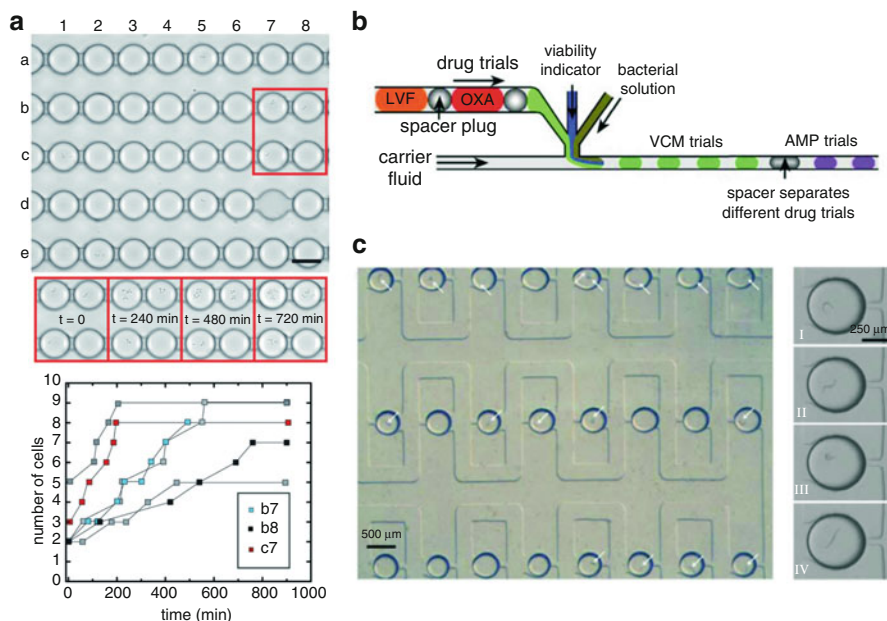 a
1 2 3 4 5 6 7 8
a
b
c
d
e
t = 0 t = 240 min t = 480 min t = 720 min
10
9
8
7
6
5
4
3
2
1
0
number of cells
b7
b8
c7
0 200 400 600 800 1000
time (min)
b
drug trials
LVF OXA
spacer plug
viability
indicator
bacterial
solution
carrier
fluid
VCM trials AMP trials
spacer separates
different drug trials
c
500 µm
I
250 µm
II
III
IV